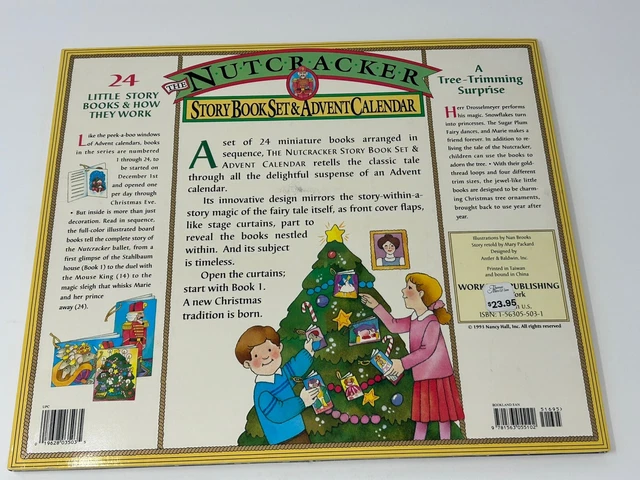 THE NUTCRACKER
STORY BOOK SET & ADVENT CALENDAR
24
LITTLE STORY
BOOKS & HOW
THEY WORK
Like the peek-a-boo windows
of Advent calendars, books
in the series are numbered
1 through 24, to
be started on
December 1st
and opened
one per day
through
Christmas Eve.
• But inside is more than just
decoration. Read in sequence,
the full-color illustrated board
books tell the complete story of
the Nutcracker ballet, from a
first glimpse of the Stahlbaum
house (Book 1) to the duel with
the Mouse King (14) to the
magic sleigh that whisks Marie
and her prince
away (24).
UPC
9 19628 03503 9
A set of 24 miniature books arranged in
sequence, THE NUTCRACKER STORY BOOK SET &
ADVENT CALENDAR retells the classic tale
through all the delightful suspense of an Advent
calendar.
Its innovative design mirrors the story-within-a-
story magic of the fairy tale itself, as front cover flaps,
like stage curtains, part to
reveal the books nestled
within. And its subject
is timeless.
Open the curtains;
start with Book 1.
A new Christmas
tradition is born.
A
Tree-Trimming
Surprise
Herr Drosselmeyer performs
his magic. Snowflakes turn
into princesses. The Sugar Plum
Fairy dances, and Marie makes a
friend forever. In addition to re-
living the tale of the Nutcracker,
children can use the books to
adorn the tree. • With their gold-
thread loops and four different
trim sizes, the jewel-like little
books are designed to be charm-
ing Christmas tree ornaments,
brought back to use year
after year.
Illustrations by Nan Brooks
Story retold by Mary Packard
Designed by
Antler & Baldwin, Inc.
Printed in Taiwan
and bound in China
WORK PUBLISHING
$23.95
U.S.
ISBN: 1-56305-503-1
© 1991 Nancy Hall, Inc. All rights reserved
BOOKLAND EAN
51695
9 781563 055102